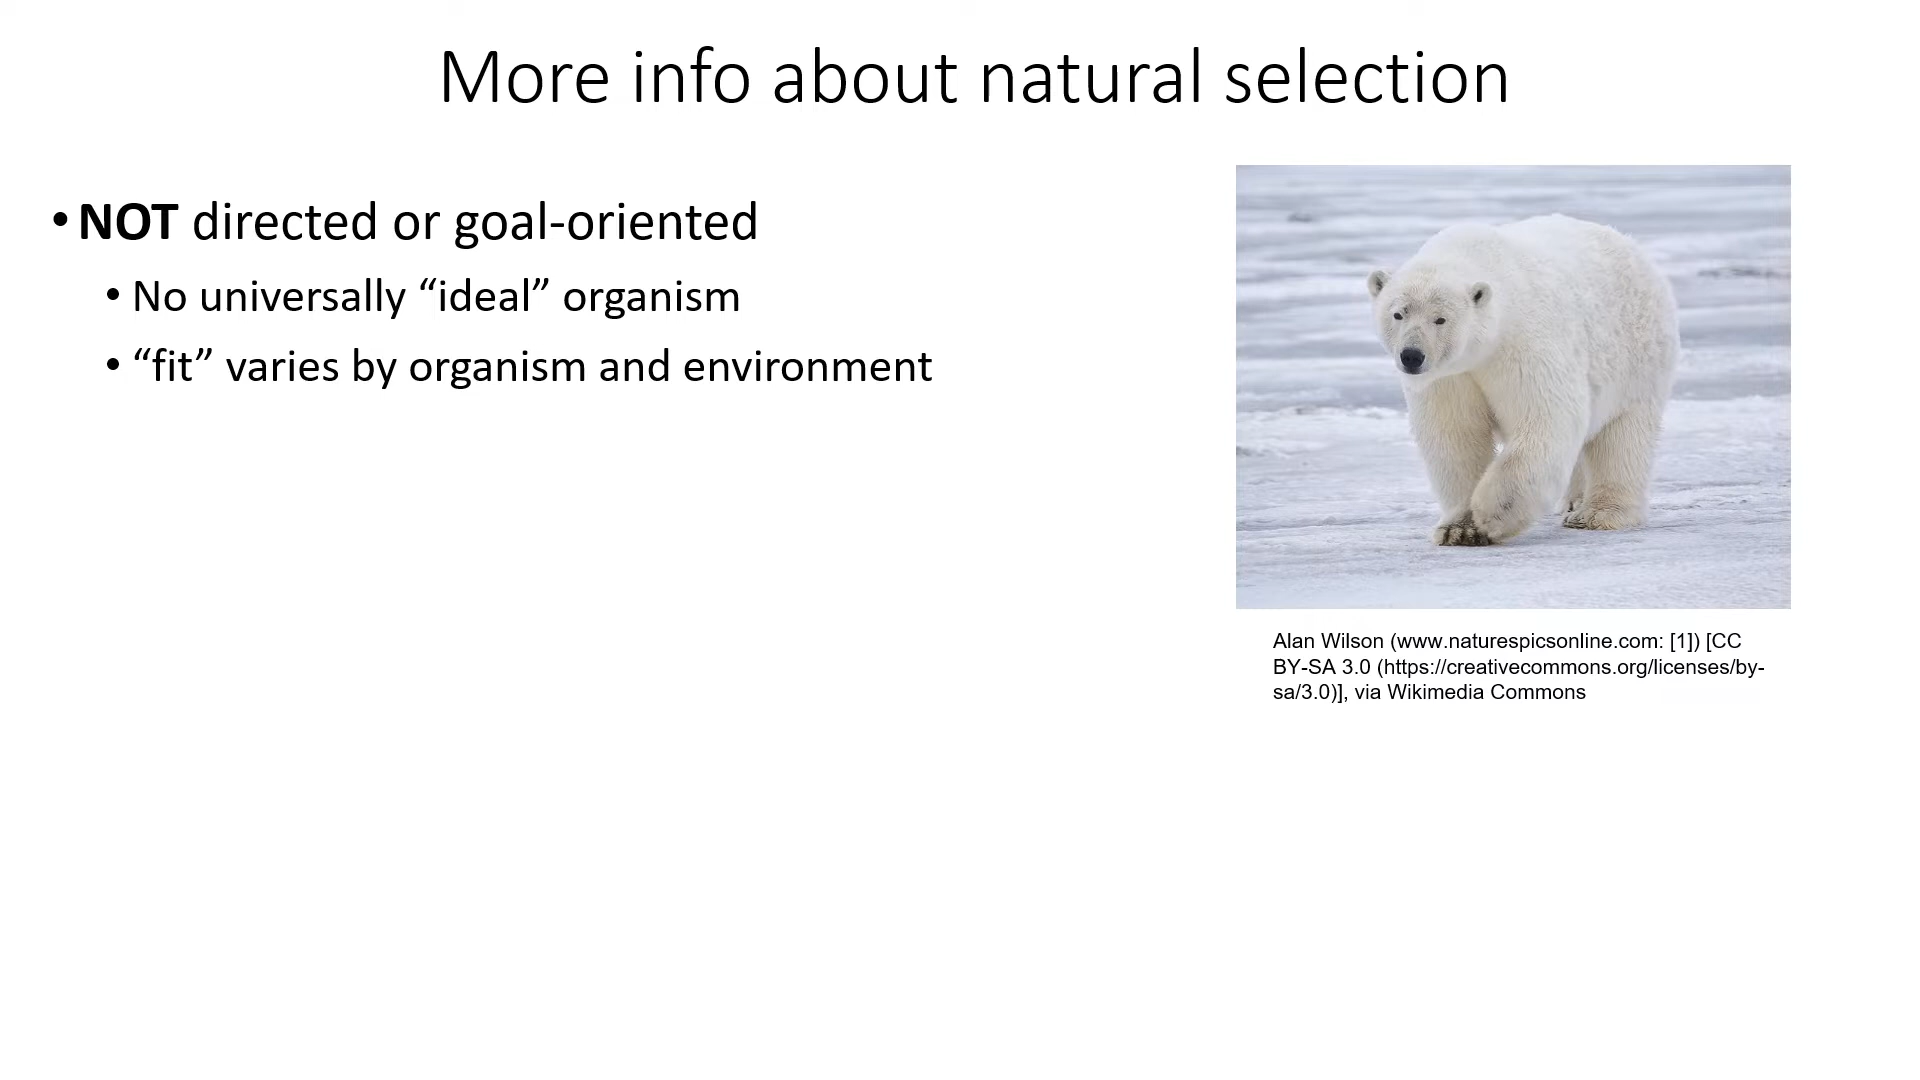 More info about natural selection
• NOT directed or goal-oriented
• No universally “ideal” organism
• “fit” varies by organism and environment
Alan Wilson (www.naturespicsonline.com: [1]) [CC
BY-SA 3.0 (https://creativecommons.org/licenses/by-
sa/3.0)], via Wikimedia Commons